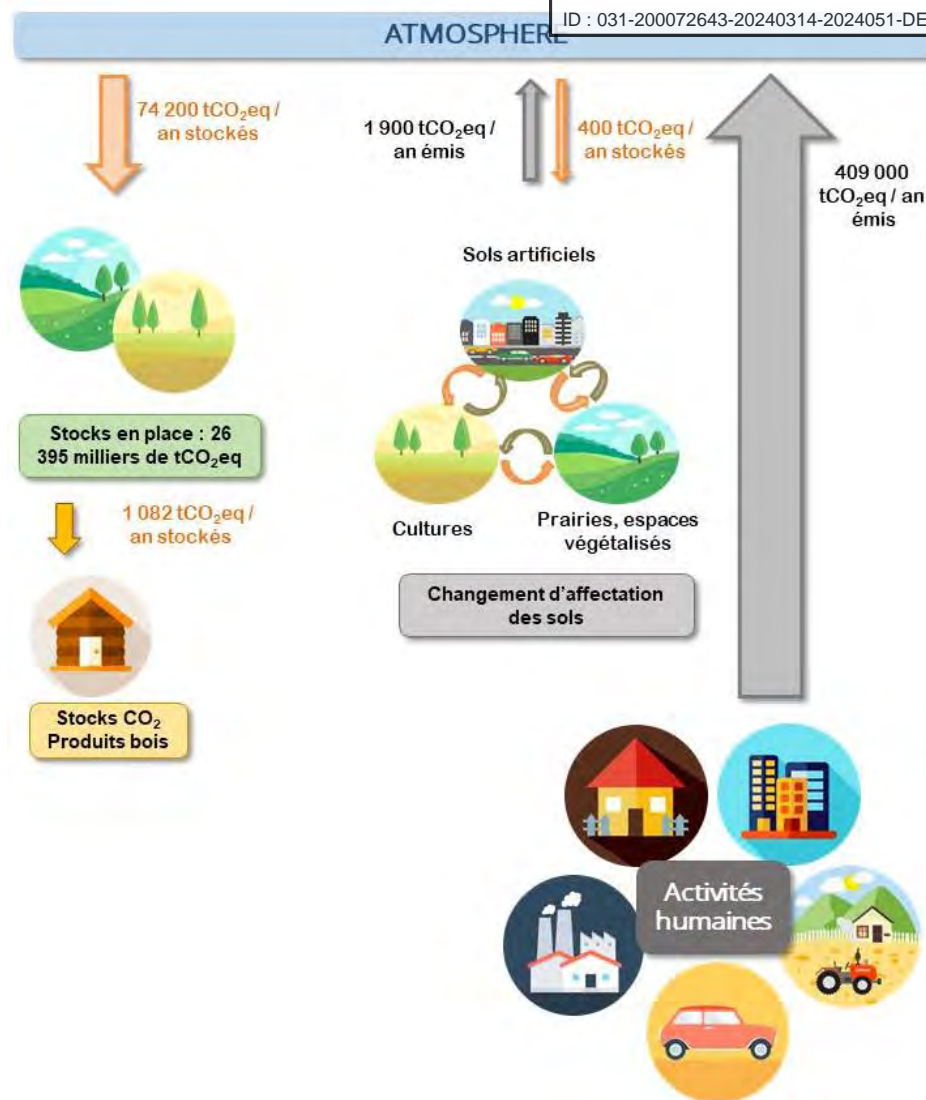 ID : 031-200072643-20240314-2024051-DE
ATMOSPHERE
74 200 tCO₂eq /
an stockés
1 900 tCO₂eq /
an émis
400 tCO₂eq /
an stockés
409 000
tCO₂eq / an
émis
Sols artificiels
Stocks en place : 26
395 milliers de tCO₂eq
1 082 tCO₂eq /
an stockés
Cultures
Prairies, espaces
végétalisés
Changement d’affectation
des sols
Stocks CO₂
Produits bois
Activités
humaines